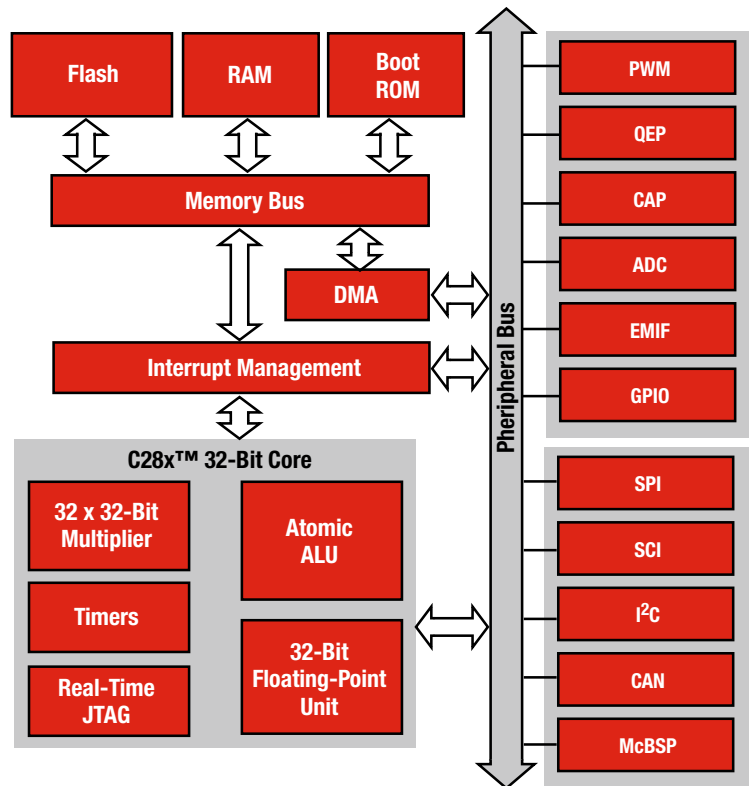 Flash
RAM
Boot
ROM
Memory Bus
DMA
Interrupt Management
C28x™ 32-Bit Core
32 x 32-Bit
Multiplier
Timers
Real-Time
JTAG
Atomic
ALU
32-Bit
Floating-Point
Unit
Pheripheral Bus
PWM
QEP
CAP
ADC
EMIF
GPIO
SPI
SCI
I²C
CAN
McBSP